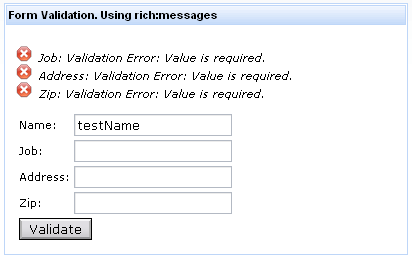 Form Validation. Using rich:messages
Job: Validation Error: Value is required.
Address: Validation Error: Value is required.
Zip: Validation Error: Value is required.
Name: testName
Job:
Address:
Zip:
Validate